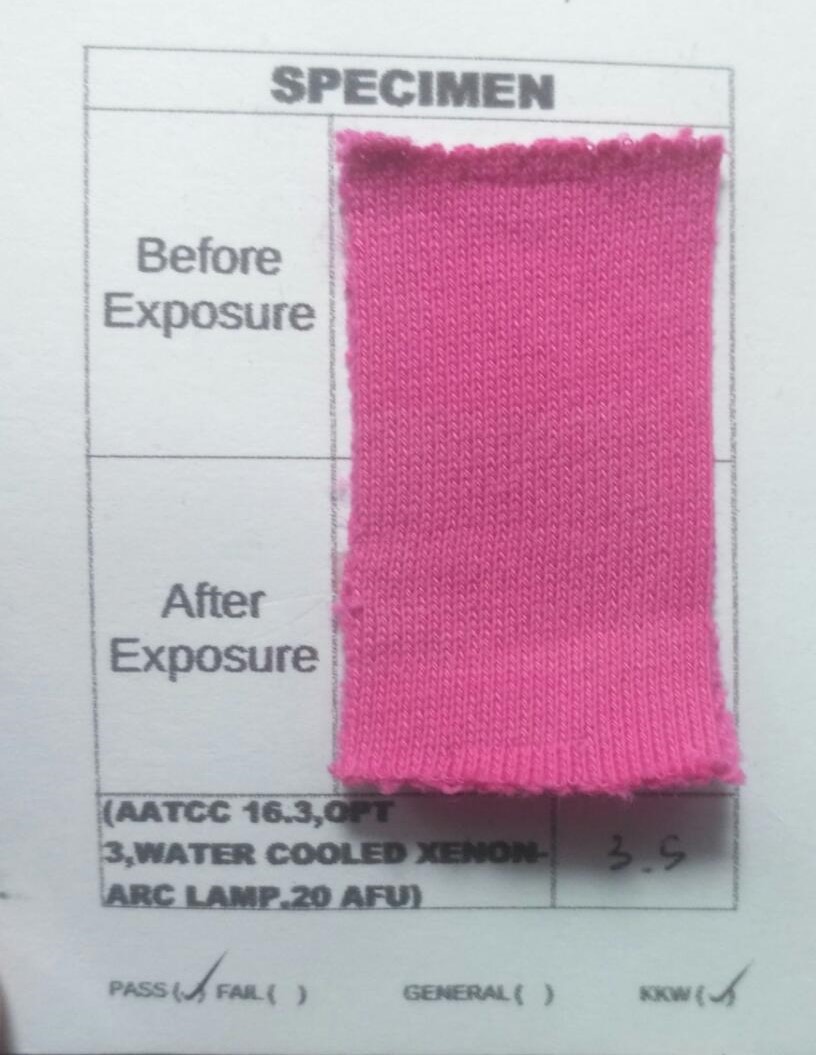 SPECIMEN
Before
Exposure
After
Exposure
(AATCC 16.3,OPT
3,WATER COOLED XENON-
ARC LAMP.20 AFU)
3.5
PASS (✓) FAIL ( ) GENERAL ( ) KKW (✓)